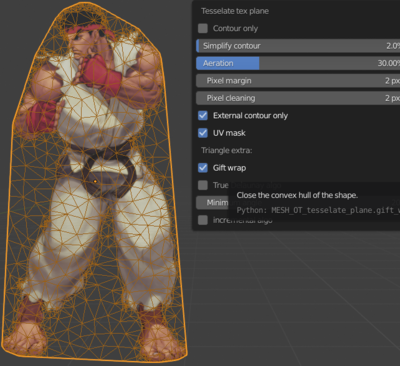 Tesselate tex plane
Contour only
Simplify contour 2.0%
Aeration 30.00%
Pixel margin 2 px
Pixel cleaning 2 px
External contour only
UV mask
Triangle extra:
Gift wrap
True
Close the convex hull of the shape.
Minim
Python: MESH_OT_tesselate_plane.gift_w
incremental algo